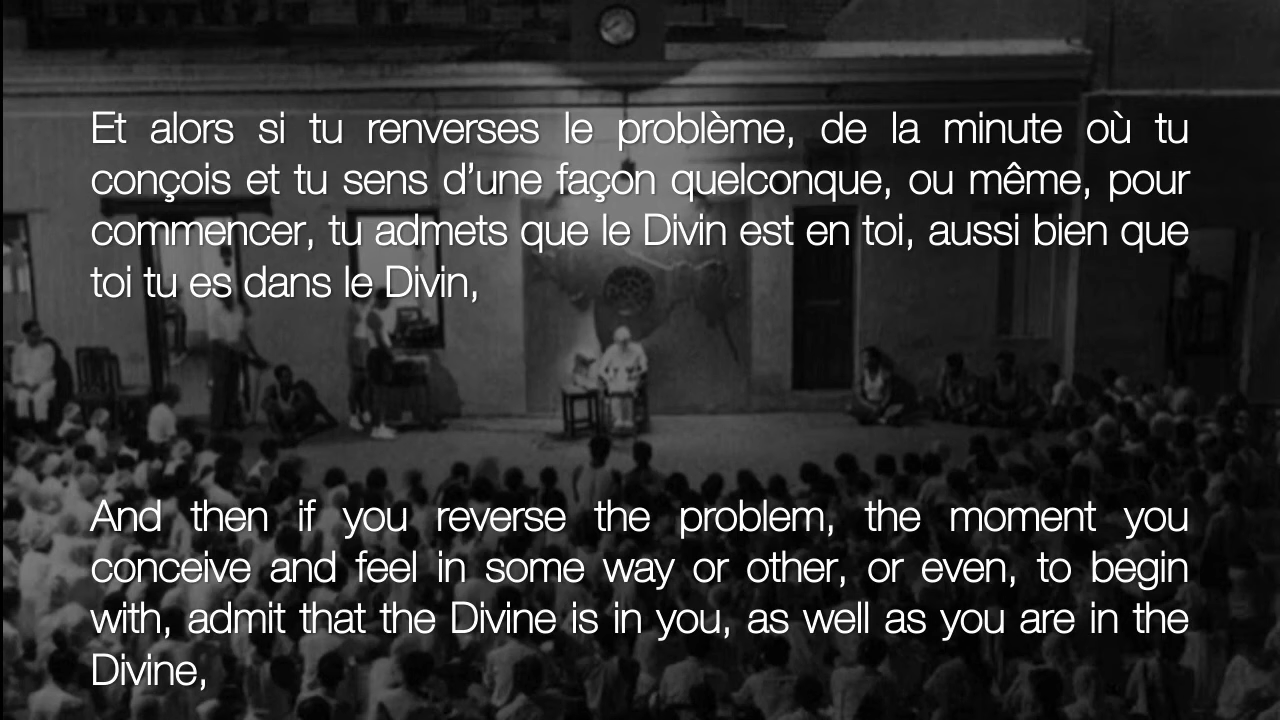 Et alors si tu renverses le problème, de la minute où tu
conçois et tu sens d’une façon quelconque, ou même, pour
commencer, tu admets que le Divin est en toi, aussi bien que
toi tu es dans le Divin,
And then if you reverse the problem, the moment you
conceive and feel in some way or other, or even, to begin
with, admit that the Divine is in you, as well as you are in the
Divine,